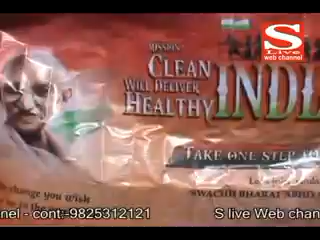 S
Live
web channel
MISSION:
CLEAN
WILL DELIVER
HEALTHY
INDI
TAKE ONE STEP
change you wish
SWACHH BHARAT ABHIY
nel - cont:-9825312121
S live Web chan